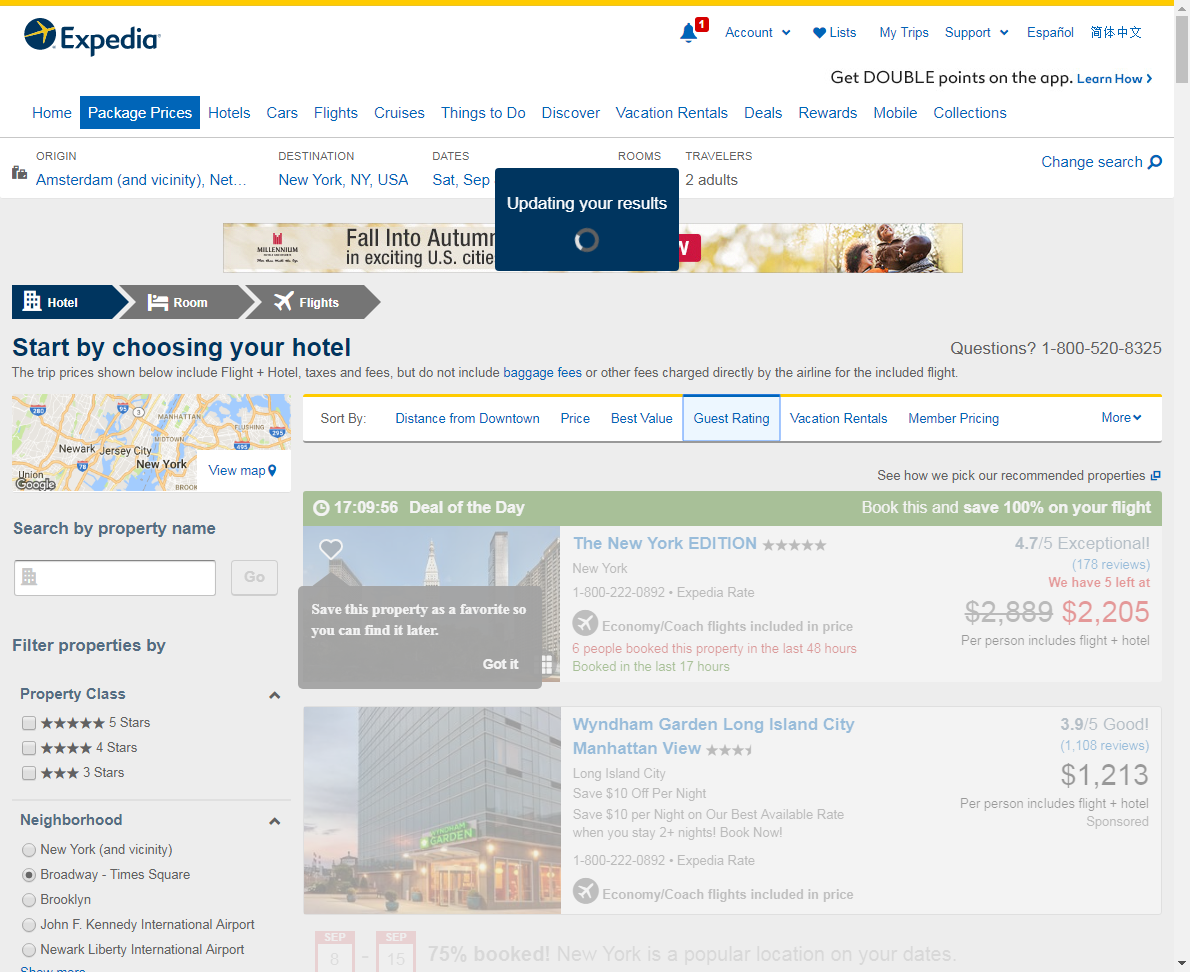 Expedia
1
Account
Lists
My Trips
Support
Español
简体中文
Get DOUBLE points on the app. Learn How
Home
Package Prices
Hotels
Cars
Flights
Cruises
Things to Do
Discover
Vacation Rentals
Deals
Rewards
Mobile
Collections
ORIGIN
Amsterdam (and vicinity), Net…
DESTINATION
New York, NY, USA
DATES
Sat, Sep
ROOMS
TRAVELERS
2 adults
Change search
Updating your results
MILLENNIUM
Fall Into Autumn
in exciting U.S. cities
W
Hotel
Room
Flights
Start by choosing your hotel
Questions? 1-800-520-8325
The trip prices shown below include Flight + Hotel, taxes and fees, but do not include baggage fees or other fees charged directly by the airline for the included flight.
280
95
3
MANHATTAN
FLUSHING
295
MIDTOWN
495
Newark
Jersey City
78
New York
Union
BROOK
Google
View map
Sort By:
Distance from Downtown
Price
Best Value
Guest Rating
Vacation Rentals
Member Pricing
More
See how we pick our recommended properties
Search by property name
Go
Filter properties by
Property Class
★★★★★ 5 Stars
★★★★ 4 Stars
★★★ 3 Stars
Neighborhood
New York (and vicinity)
Broadway - Times Square
Brooklyn
John F. Kennedy International Airport
Newark Liberty International Airport
Show more
17:09:56 Deal of the Day
Book this and save 100% on your flight
Save this property as a favorite so
you can find it later.
Got it
The New York EDITION ★★★★★
New York
1-800-222-0892 • Expedia Rate
Economy/Coach flights included in price
6 people booked this property in the last 48 hours
Booked in the last 17 hours
4.7/5 Exceptional!
(178 reviews)
We have 5 left at
$2,889 $2,205
Per person includes flight + hotel
WYNDHAM
GARDEN
Wyndham Garden Long Island City
Manhattan View
Long Island City
Save $10 Off Per Night
Save $10 per Night on Our Best Available Rate
when you stay 2+ nights! Book Now!
1-800-222-0892 • Expedia Rate
Economy/Coach flights included in price
3.9/5 Good!
(1,108 reviews)
$1,213
Per person includes flight + hotel
Sponsored
SEP
8
-
SEP
15
75% booked! New York is a popular location on your dates.